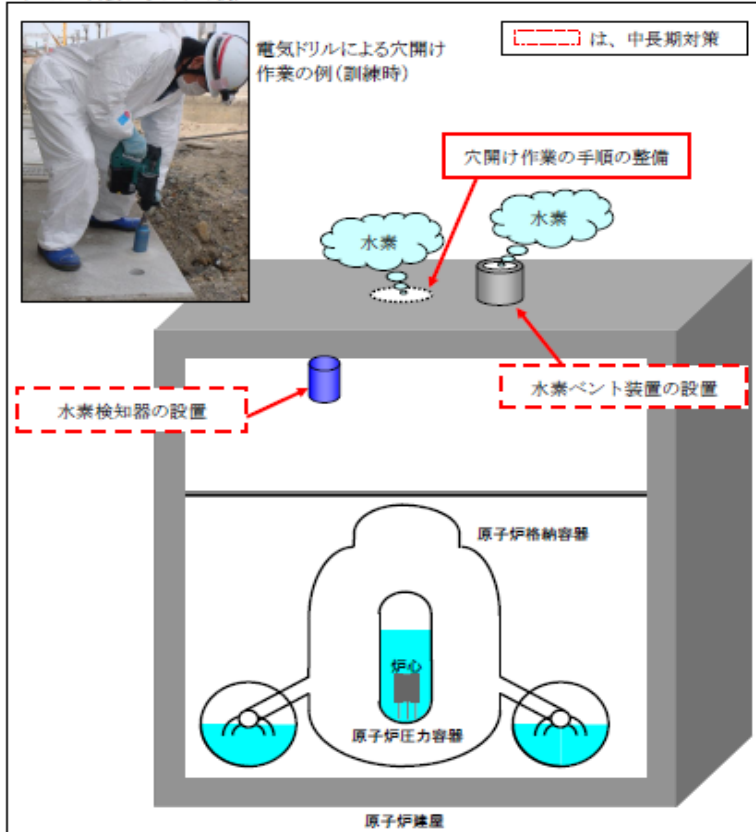 電気ドリルによる穴開け
作業の例(訓練時)
は、中長期対策
穴開け作業の手順の整備
水素
水素
水素検知器の設置
水素ベント装置の設置
原子炉格納容器
炉心
原子炉圧力容器
原子炉建屋